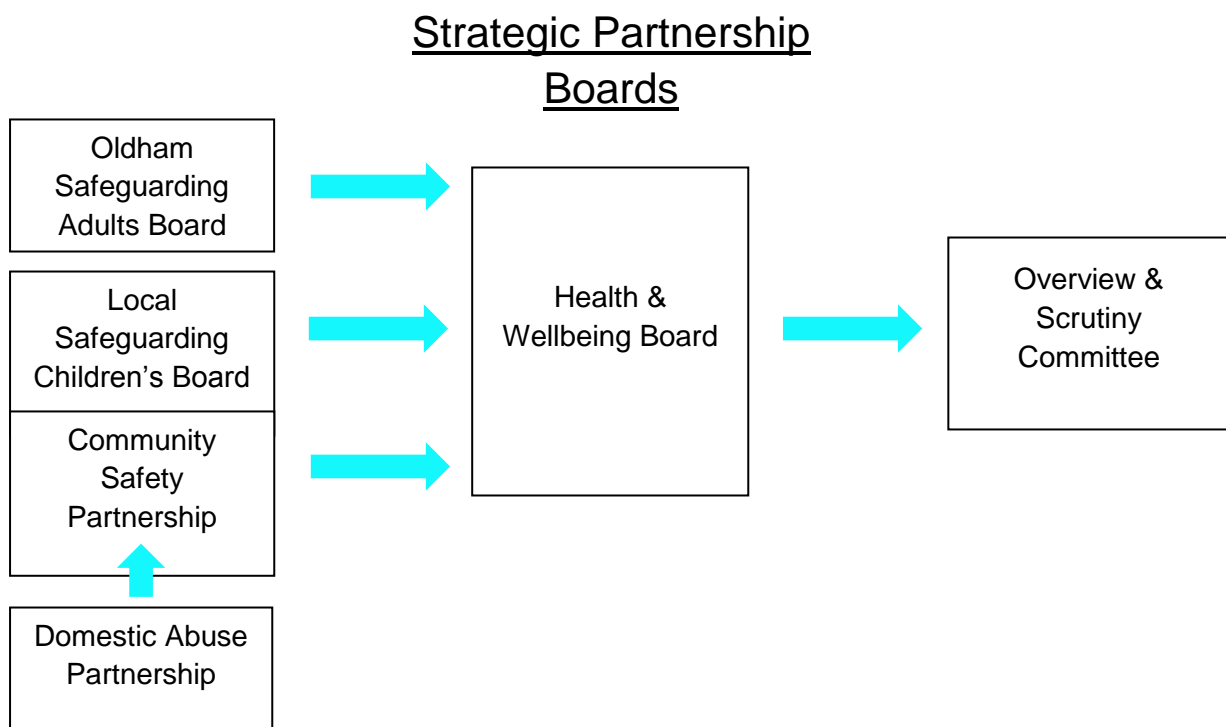 Strategic Partnership
Boards
Oldham
Safeguarding
Adults Board
Local
Safeguarding
Children’s Board
Community
Safety
Partnership
Domestic Abuse
Partnership
Health &
Wellbeing Board
Overview &
Scrutiny
Committee